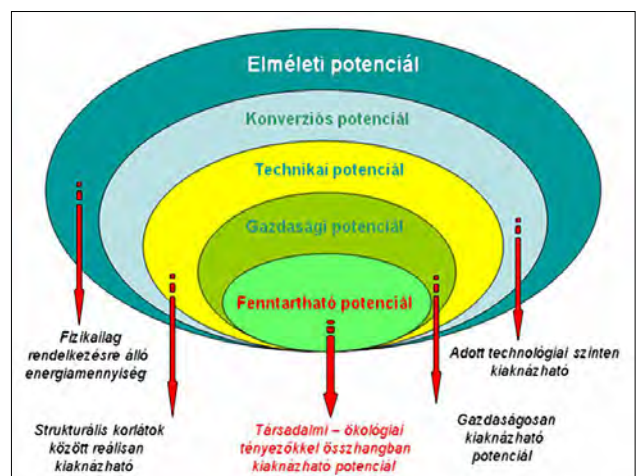 Elméleti potenciál
Konverziós potenciál
Technikai potenciál
Gazdasági potenciál
Fenntartható potenciál
Fizikailag
rendelkezésre álló
energiamennyiség
Adott technológiai szinten
kiaknázható
Strukturális korlátok
között reálisan
kiaknázható
Társadalmi – ökológiai
tényezőkkel összhangban
kiaknázható potenciál
Gazdaságosan
kiaknázható
potenciál